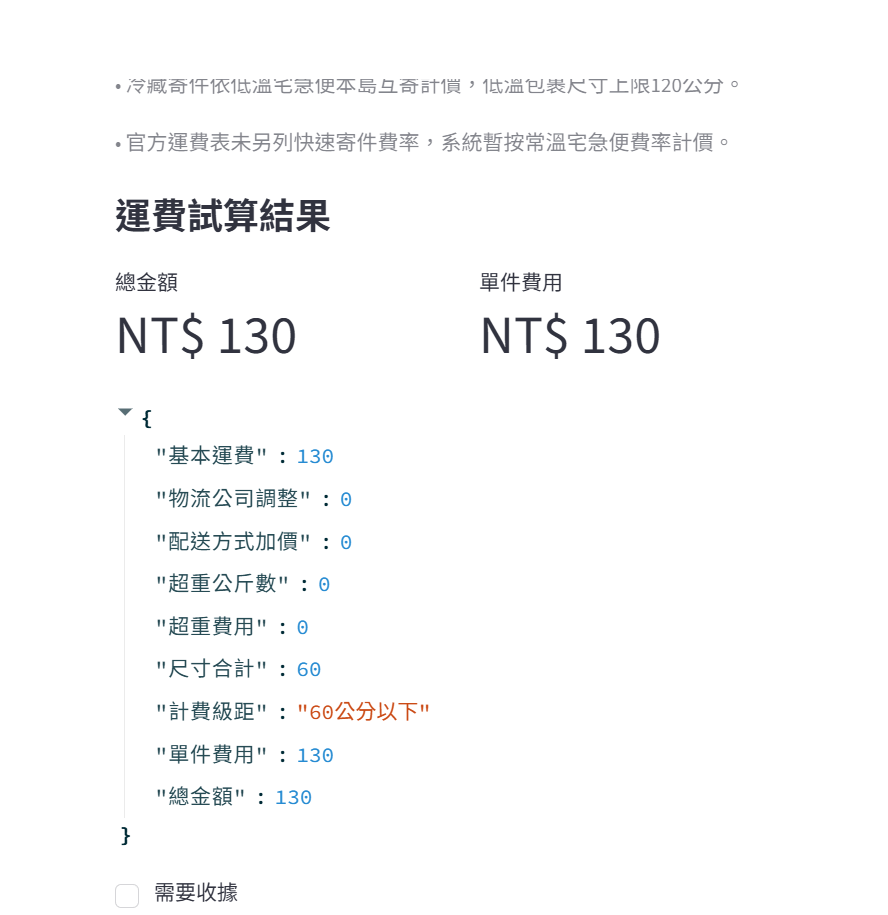 • 冷藏寄件依低溫宅急便本島互寄計價，低溫包裹尺寸上限120公分。
• 官方運費表未另列快速寄件費率，系統暫按常溫宅急便費率計價。
運費試算結果
總金額
單件費用
NT$ 130
NT$ 130
{
"基本運費" : 130
"物流公司調整" : 0
"配送方式加價" : 0
"超重公斤數" : 0
"超重費用" : 0
"尺寸合計" : 60
"計費級距" : "60公分以下"
"單件費用" : 130
"總金額" : 130
}
需要收據